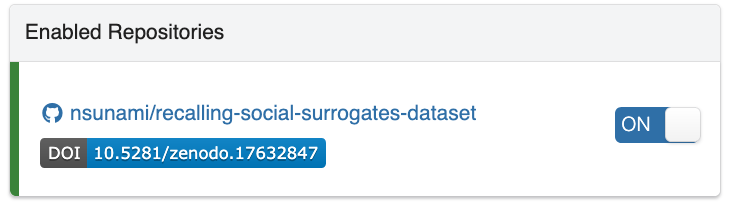 Enabled Repositories
nsunami/recalling-social-surrogates-dataset
ON
DOI 10.5281/zenodo.17632847